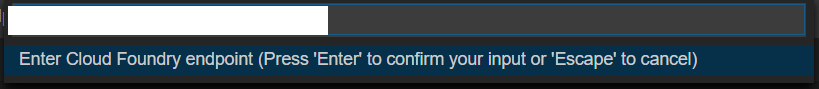 Enter Cloud Foundry endpoint (Press 'Enter' to confirm your input or 'Escape' to cancel)